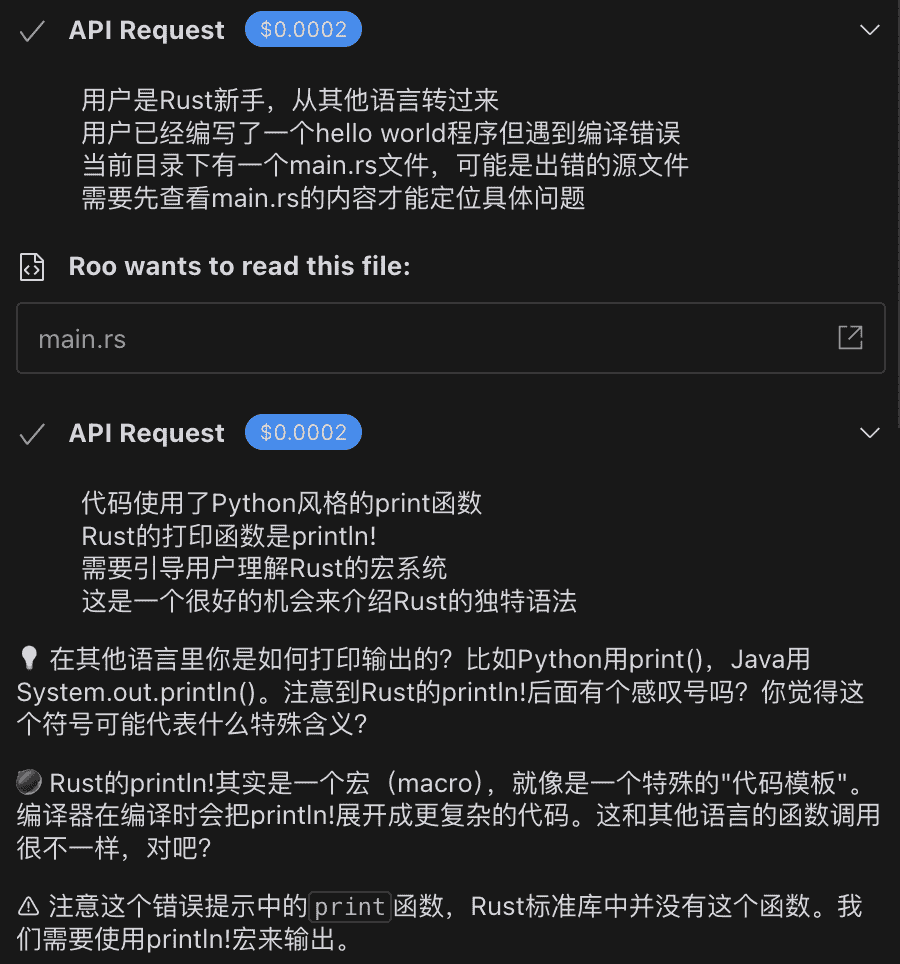 API Request $0.0002
用户是Rust新手，从其他语言转过来
用户已经编写了一个hello world程序但遇到编译错误
当前目录下有一个main.rs文件，可能是出错的源文件
需要先查看main.rs的内容才能定位具体问题
Roo wants to read this file:
main.rs
API Request $0.0002
代码使用了Python风格的print函数
Rust的打印函数是println!
需要引导用户理解Rust的宏系统
这是一个很好的机会来介绍Rust的独特语法
💡 在其他语言里你是如何打印输出的？比如Python用print()，Java用
System.out.println()。注意到Rust的println!后面有个感叹号吗？你觉得这
个符号可能代表什么特殊含义？
Rust的println!其实是一个宏（macro），就像是一个特殊的"代码模板"。
编译器在编译时会把println!展开成更复杂的代码。这和其他语言的函数调用
很不一样，对吧？
⚠ 注意这个错误提示中的print函数，Rust标准库中并没有这个函数。我
们需要使用println!宏来输出。